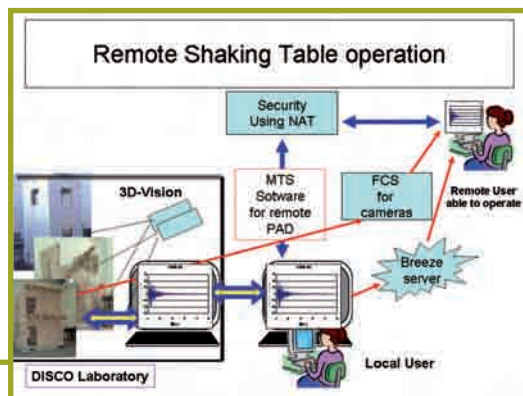 Remote Shaking Table operation
Security
Using NAT
3D-Vision
MTS
Sotware
for remote
PAD
FCS
for
cameras
Remote User
able to operate
Breeze
server
Local User
DISCO Laboratory